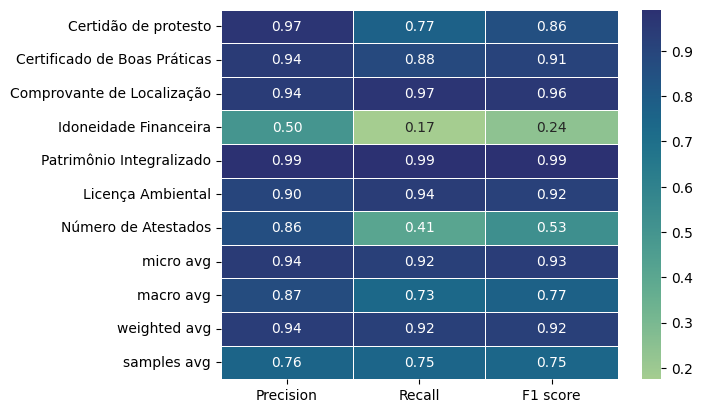 Certidão de protesto 0.97 0.77 0.86
Certificado de Boas Práticas 0.94 0.88 0.91
Comprovante de Localização 0.94 0.97 0.96
Idoneidade Financeira 0.50 0.17 0.24
Patrimônio Integralizado 0.99 0.99 0.99
Licença Ambiental 0.90 0.94 0.92
Número de Atestados 0.86 0.41 0.53
micro avg 0.94 0.92 0.93
macro avg 0.87 0.73 0.77
weighted avg 0.94 0.92 0.92
samples avg 0.76 0.75 0.75
Precision Recall F1 score
0.9
0.8
0.7
0.6
0.5
0.4
0.3
0.2